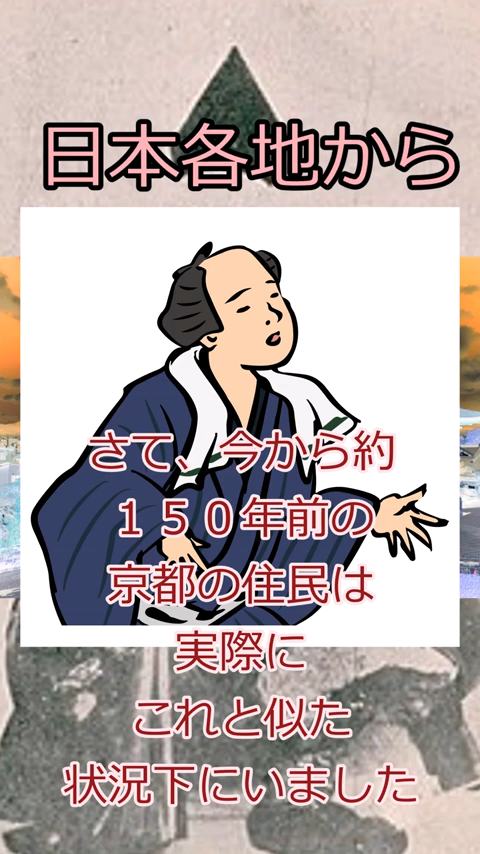 日本各地から
さて、今から約
１５０年前の
京都の住民は
実際に
これと似た
状況下にいました